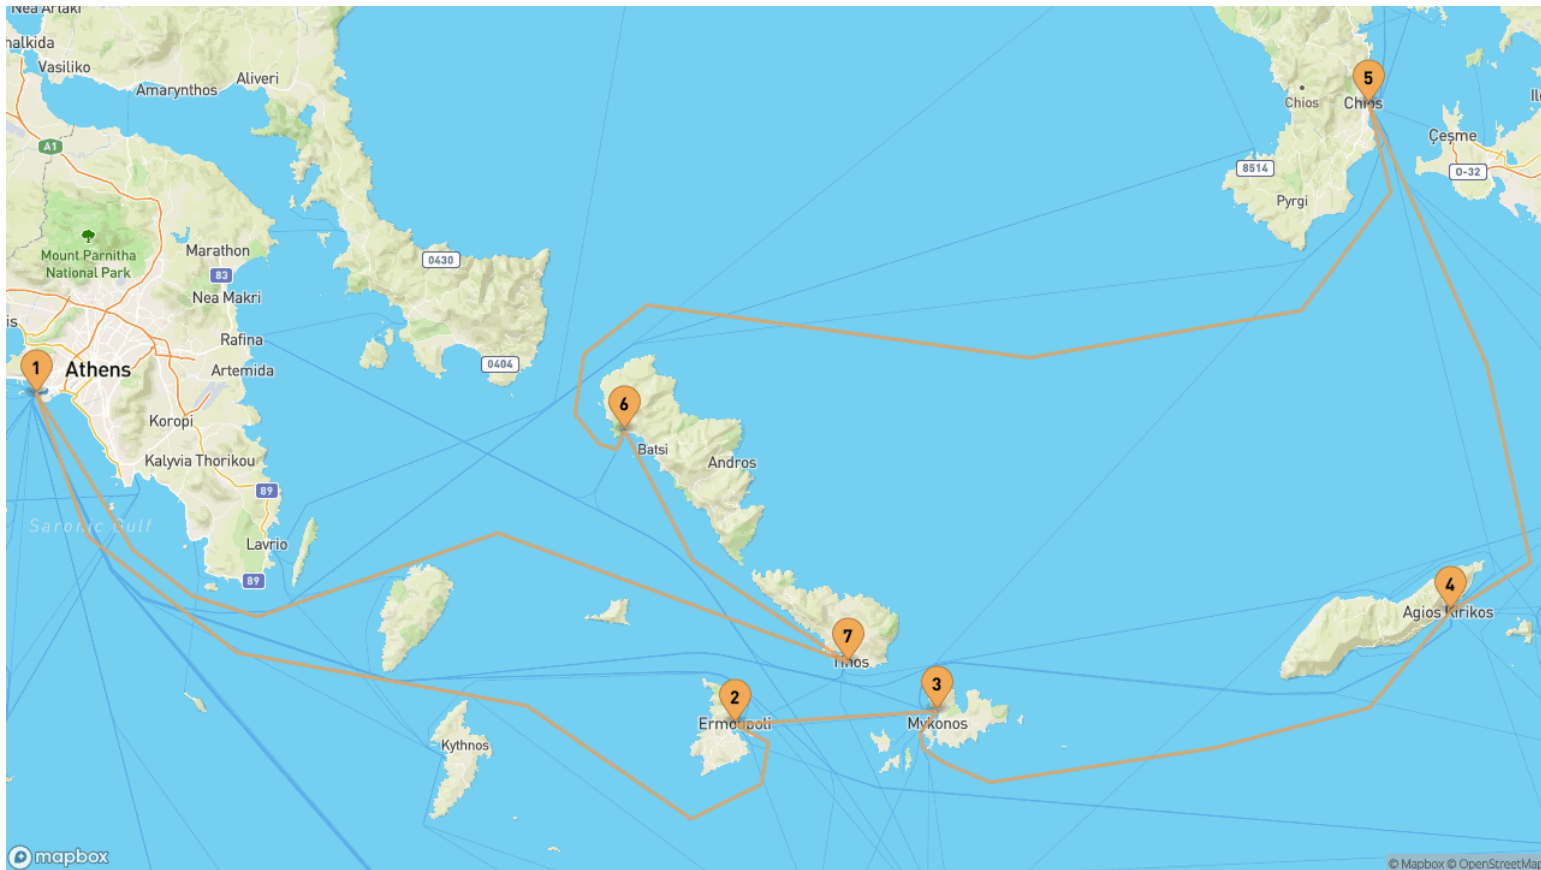 Nea Artaki
halkida
Vasiliko
Aliveri
Amarynthos
A1
5
Chios
Chios
Çeşme
8514
O-32
Pyrgi
Mount Parnitha
National Park
Marathon
83
0430
Nea Makri
is
Rafina
1
Athens
Artemida
0404
6
Koropi
Batsi
Andros
Kalyvia Thorikou
89
Saronic Gulf
Lavrio
89
4
Agios Kirikos
7
Tinos
2
3
Ermoupoli
Mykonos
Kythnos
mapbox
© Mapbox © OpenStreetMap